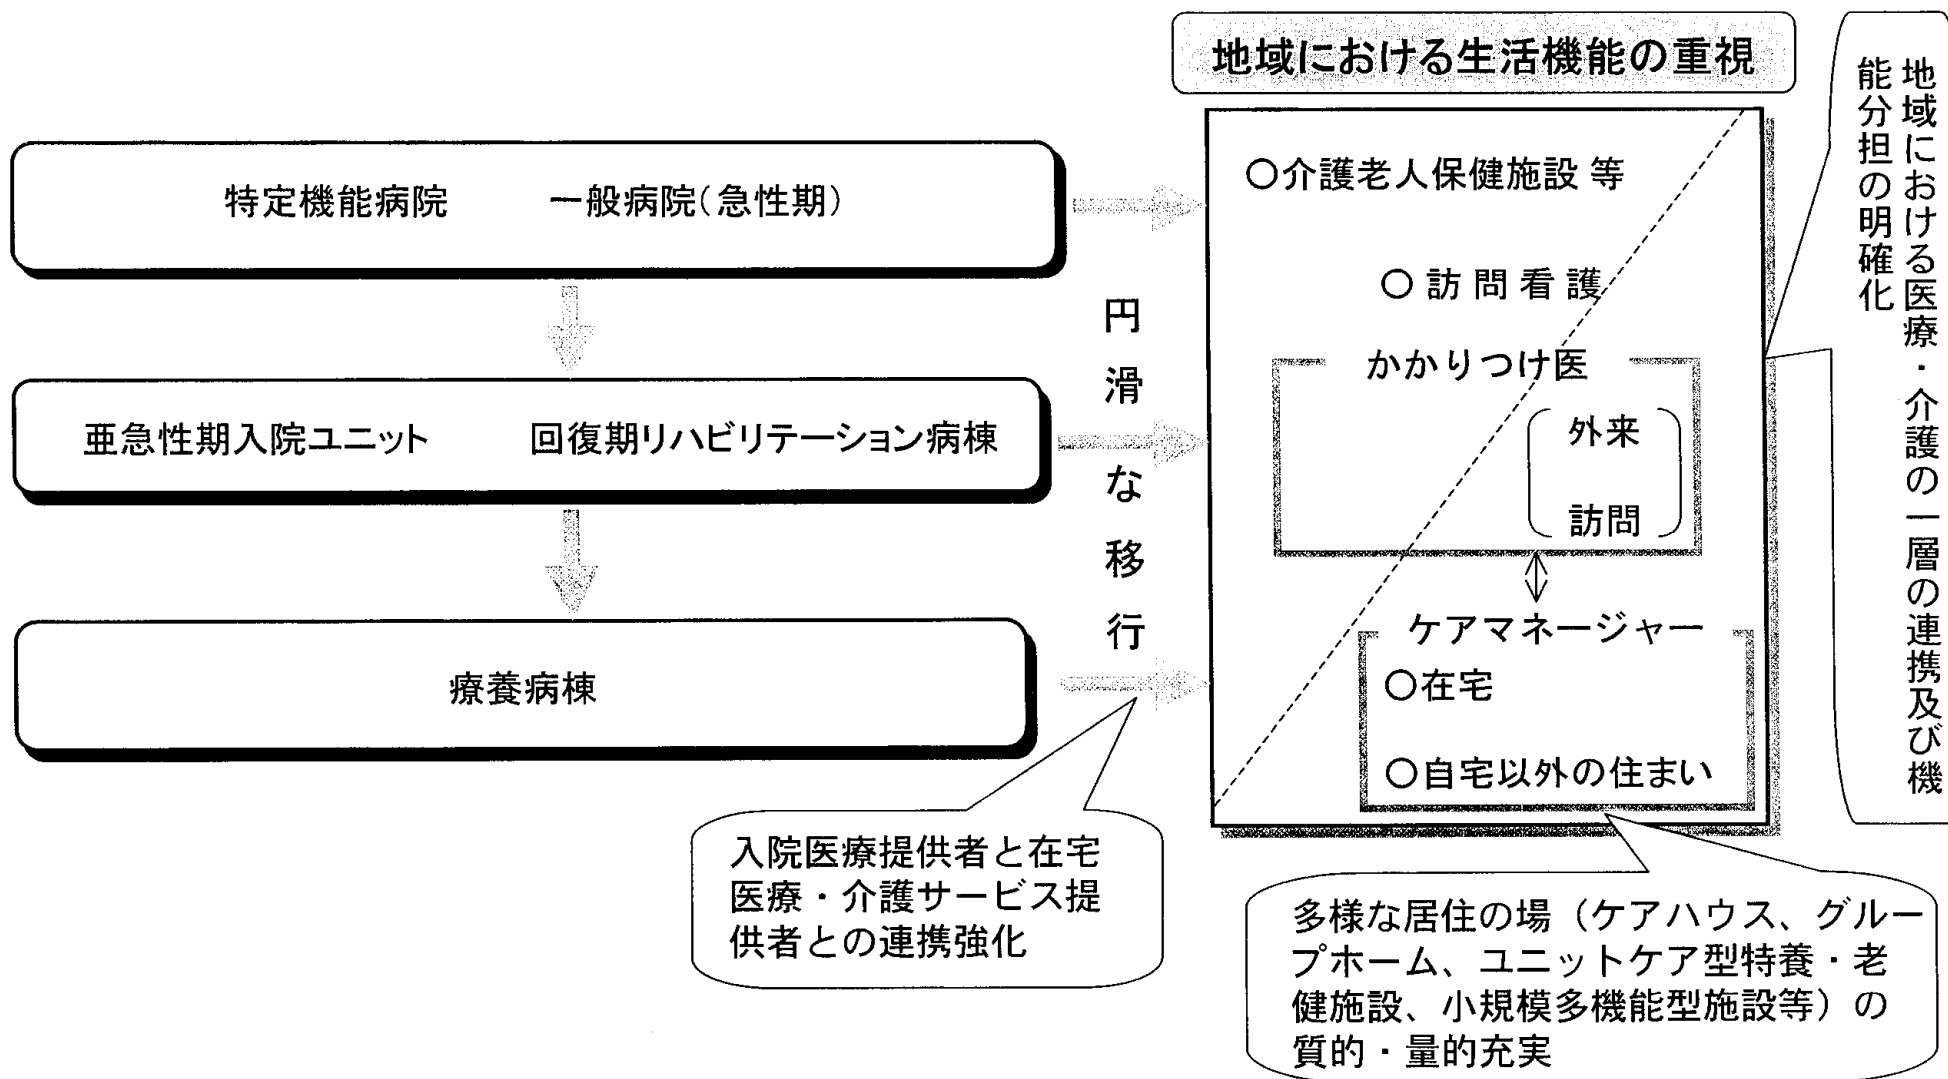 地域における生活機能の重視
特定機能病院 一般病院(急性期)
亜急性期入院ユニット 回復期リハビリテーション病棟
療養病棟
円滑な移行
○介護老人保健施設 等
○訪問看護
かかりつけ医
外来
訪問
ケアマネージャー
○在宅
○自宅以外の住まい
地域における医療・介護の一層の連携及び機
能分担の明確化
入院医療提供者と在宅
医療・介護サービス提
供者との連携強化
多様な居住の場(ケアハウス、グルー
プホーム、ユニットケア型特養・老
健施設、小規模多機能型施設等)の
質的・量的充実